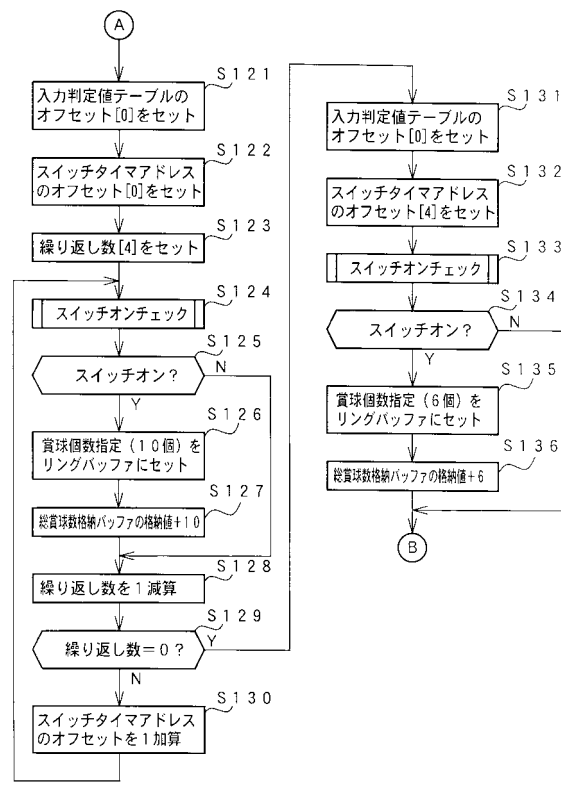 A
S121
入力判定値テーブルの
オフセット[0]をセット
S122
スイッチタイマアドレス
のオフセット[0]をセット
S123
繰り返し数[4]をセット
S124
スイッチオンチェック
S125
スイッチオン?
N
Y
S126
賞球個数指定(10個)を
リングバッファにセット
S127
総賞球数格納バッファの格納値+10
S128
繰り返し数を1減算
S129
繰り返し数=0?
Y
N
S130
スイッチタイマアドレス
のオフセットを1加算
S131
入力判定値テーブルの
オフセット[0]をセット
S132
スイッチタイマアドレス
のオフセット[4]をセット
S133
スイッチオンチェック
S134
スイッチオン?
N
Y
S135
賞球個数指定(6個)を
リングバッファにセット
S136
総賞球数格納バッファの格納値+6
B